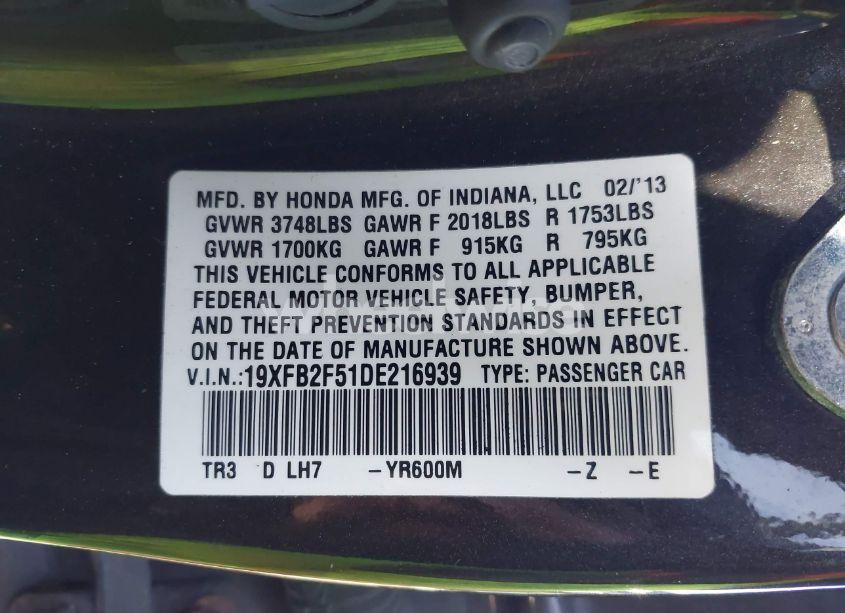 MFD. BY HONDA MFG. OF INDIANA, LLC 02/'13
GVWR 3748LBS GAWR F 2018LBS R 1753LBS
GVWR 1700KG GAWR F 915KG R 795KG
THIS VEHICLE CONFORMS TO ALL APPLICABLE
FEDERAL MOTOR VEHICLE SAFETY, BUMPER,
AND THEFT PREVENTION STANDARDS IN EFFECT
ON THE DATE OF MANUFACTURE SHOWN ABOVE.
V.I.N.:19XFB2F51DE216939 TYPE: PASSENGER CAR
TR3 D LH7 -YR600M -Z -E